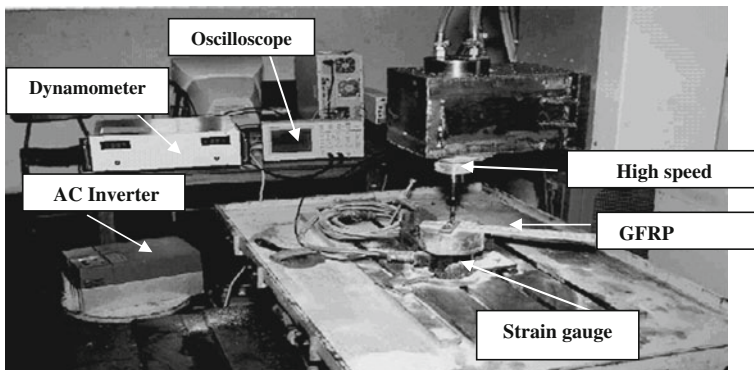 Oscilloscope
Dynamometer
AC Inverter
High speed
GFRP
Strain gauge